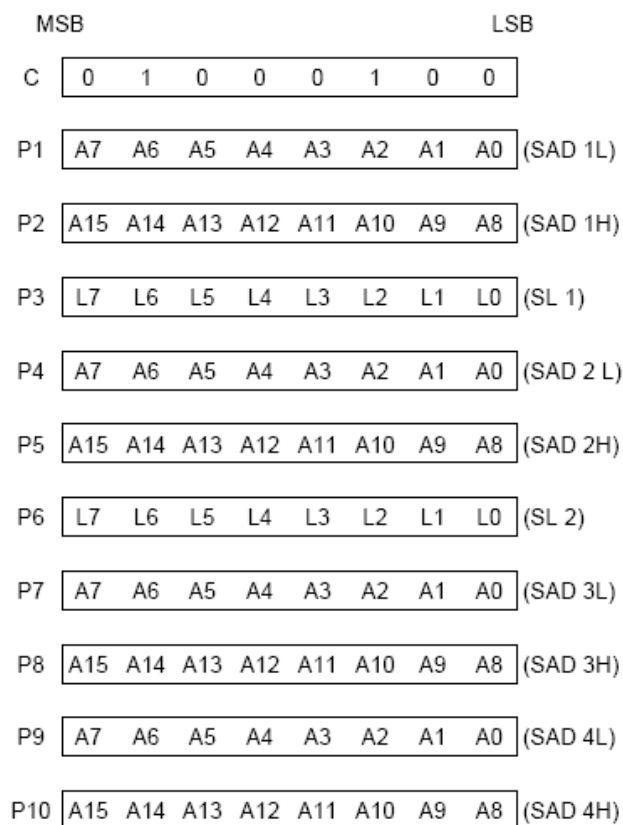 MSB LSB
C 0 1 0 0 0 1 0 0
P1 A7 A6 A5 A4 A3 A2 A1 A0 (SAD 1L)
P2 A15 A14 A13 A12 A11 A10 A9 A8 (SAD 1H)
P3 L7 L6 L5 L4 L3 L2 L1 L0 (SL 1)
P4 A7 A6 A5 A4 A3 A2 A1 A0 (SAD 2 L)
P5 A15 A14 A13 A12 A11 A10 A9 A8 (SAD 2H)
P6 L7 L6 L5 L4 L3 L2 L1 L0 (SL 2)
P7 A7 A6 A5 A4 A3 A2 A1 A0 (SAD 3L)
P8 A15 A14 A13 A12 A11 A10 A9 A8 (SAD 3H)
P9 A7 A6 A5 A4 A3 A2 A1 A0 (SAD 4L)
P10 A15 A14 A13 A12 A11 A10 A9 A8 (SAD 4H)